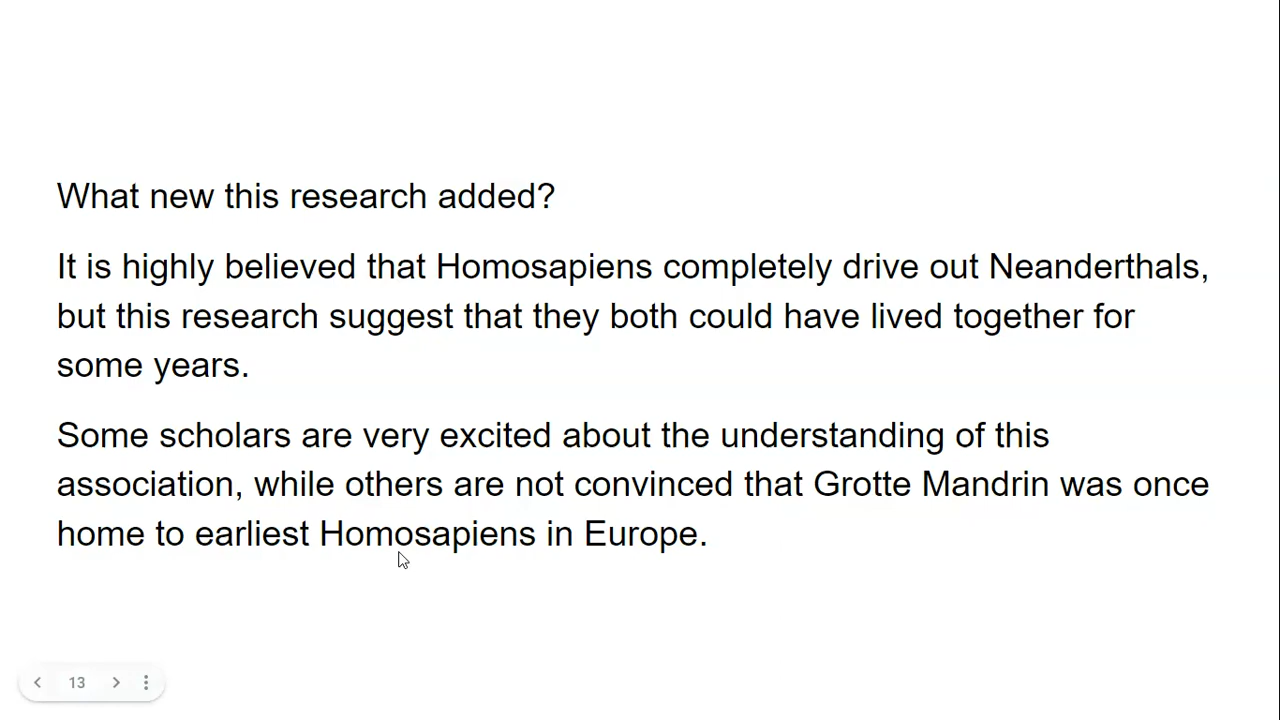 What new this research added?
It is highly believed that Homosapiens completely drive out Neanderthals,
but this research suggest that they both could have lived together for
some years.
Some scholars are very excited about the understanding of this
association, while others are not convinced that Grotte Mandrin was once
home to earliest Homosapiens in Europe.
13